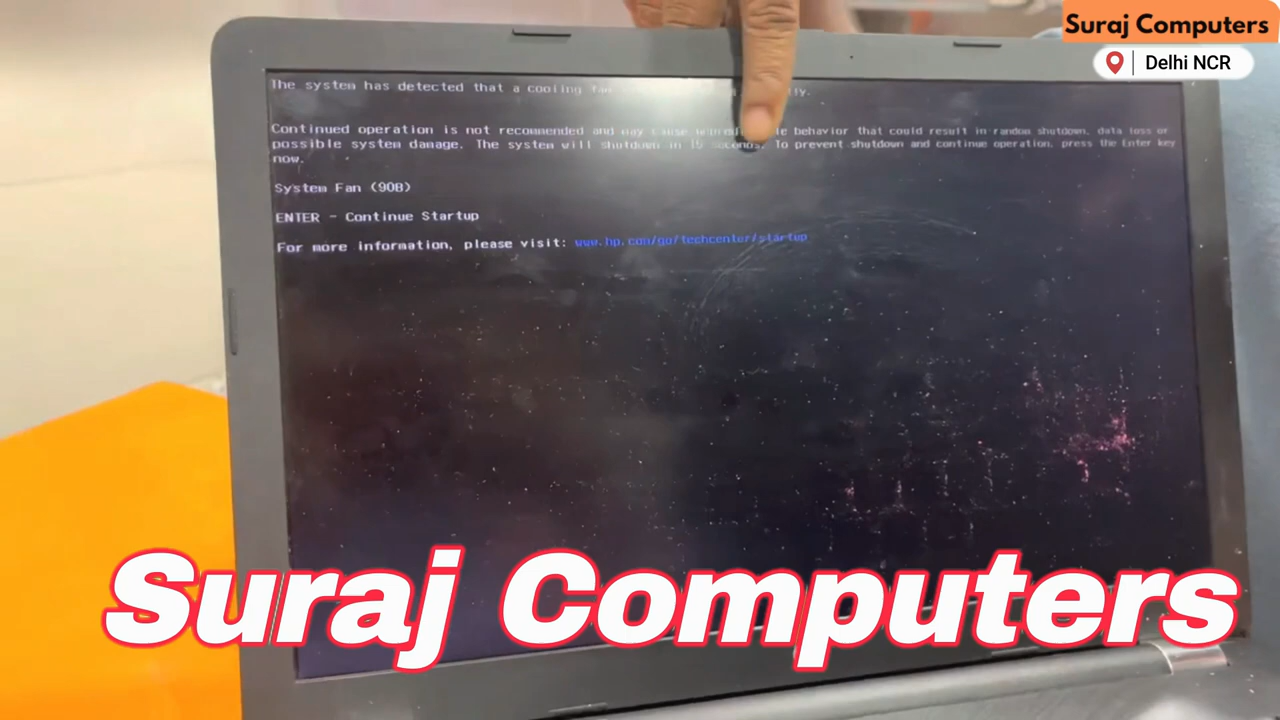 Suraj Computers
Delhi NCR
The system has detected that a cooling fan
Continued operation is not recommended and may cause behavior that could result in random shutdown, data loss or
possible system damage. The system will shutdown in 15 seconds. To prevent shutdown and continue operation, press the Enter key
now.
System Fan (90B)
ENTER - Continue Startup
For more information, please visit: www.hp.com/go/techcenter/startup
Suraj Computers